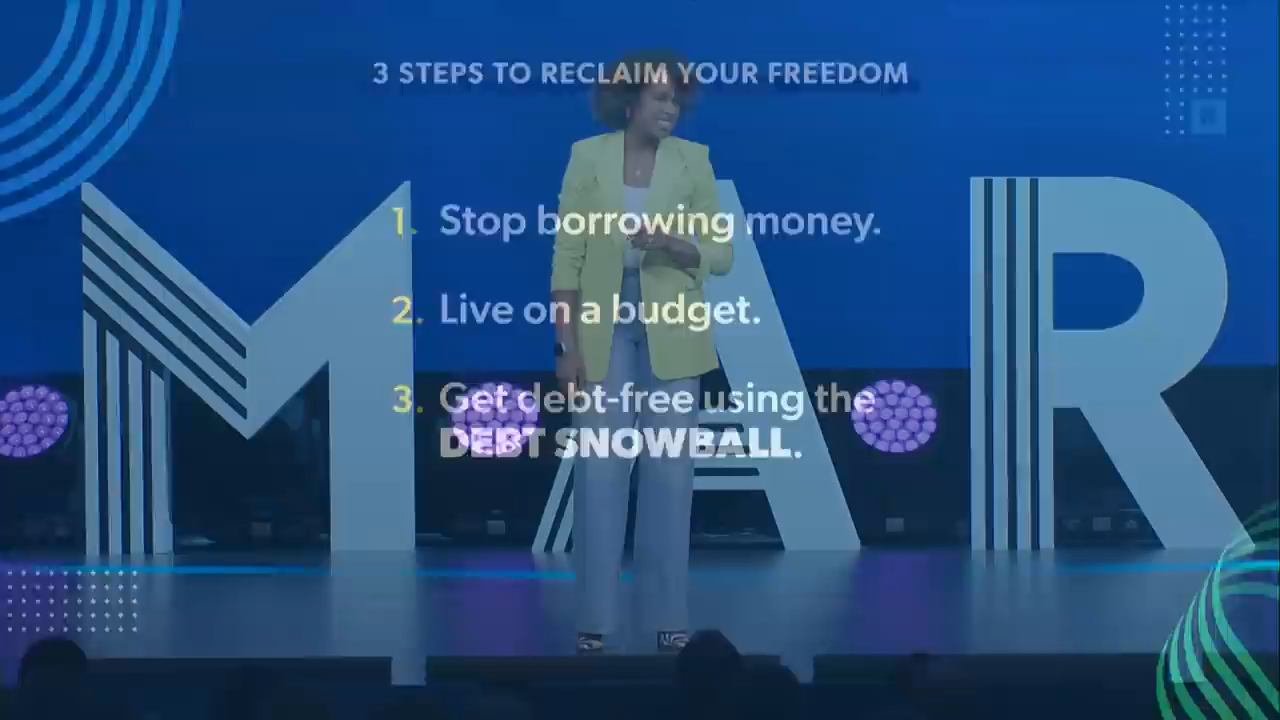 3 STEPS TO RECLAIM YOUR FREEDOM
1. Stop borrowing money.
2. Live on a budget.
3. Get debt-free using the
DEBT SNOWBALL.
M A R